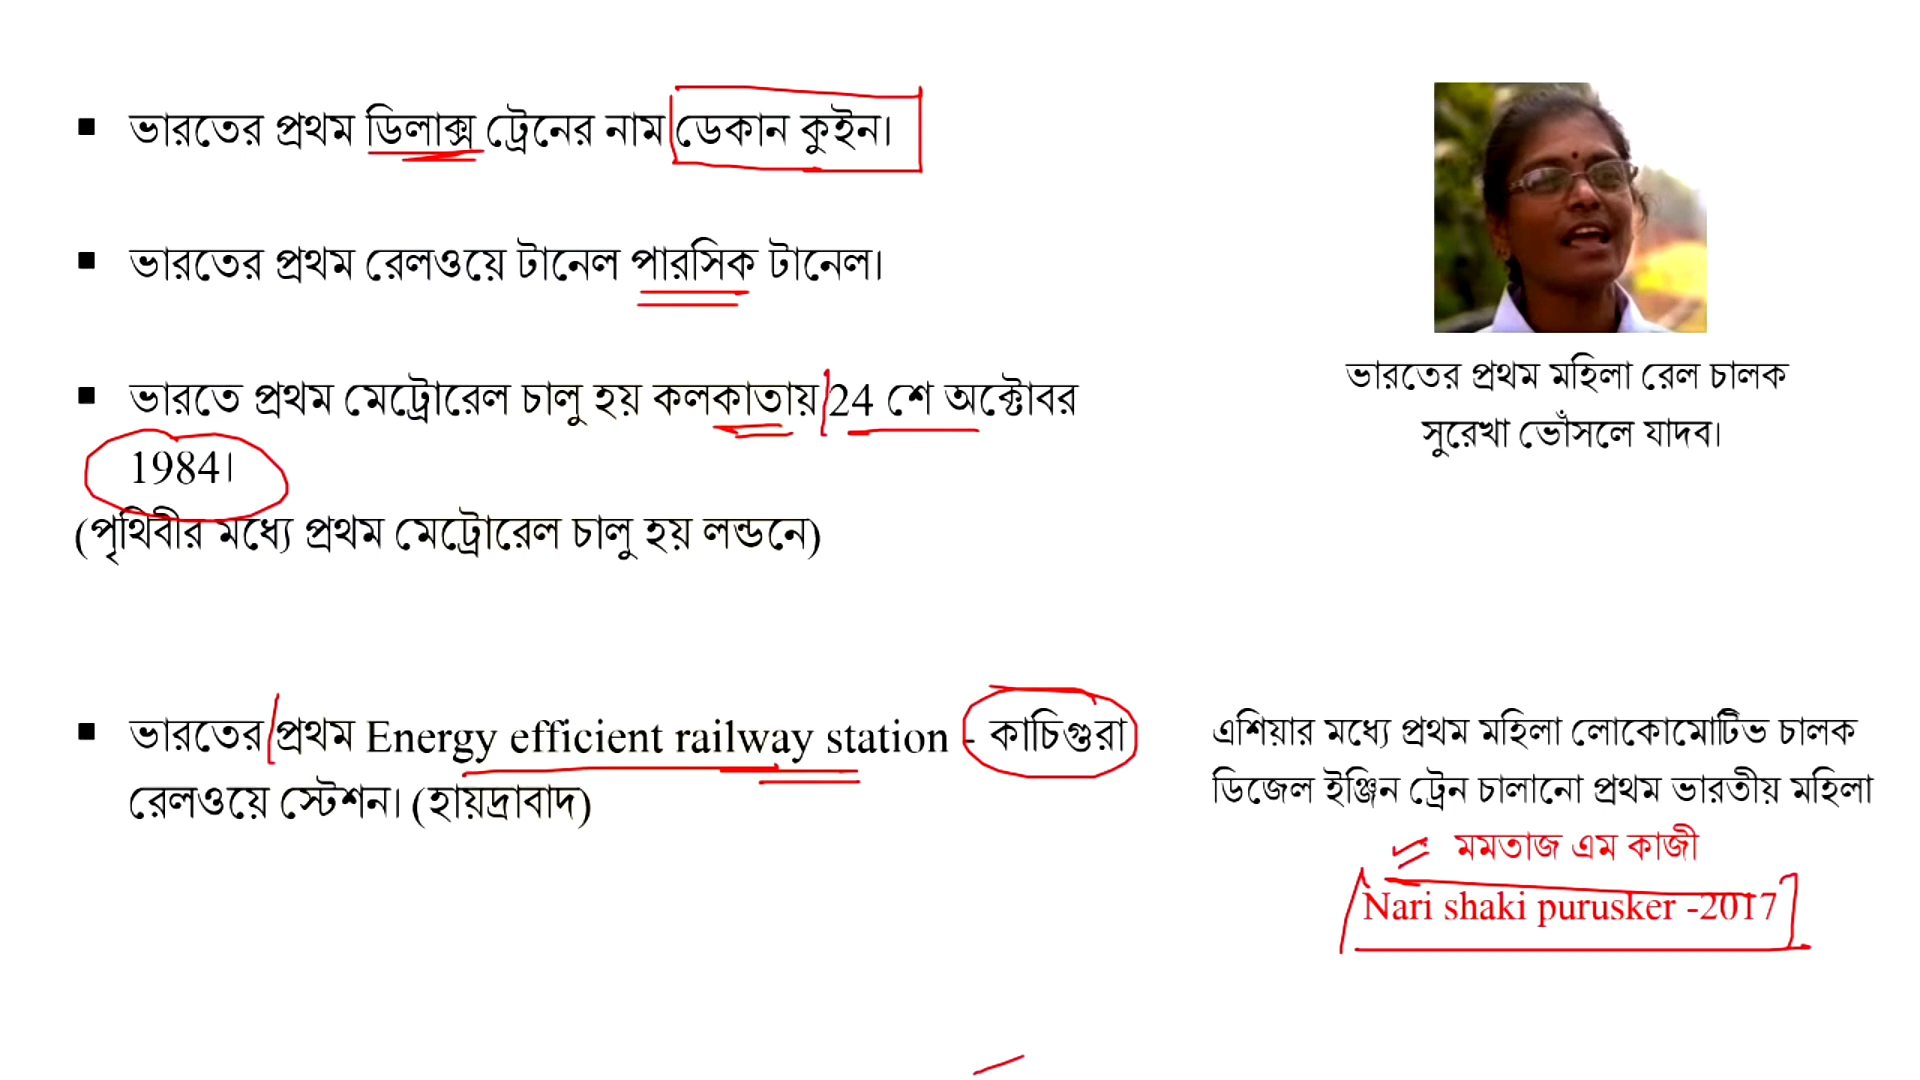 ▪ ভারতের প্রথম ডিলাক্স ট্রেনের নাম ডেকান কুইন।
▪ ভারতের প্রথম রেলওয়ে টানেল পারসিক টানেল।
▪ ভারতে প্রথম মেট্রোরেল চালু হয় কলকাতায় 24 শে অক্টোবর
1984।
(পৃথিবীর মধ্যে প্রথম মেট্রোরেল চালু হয় লন্ডনে)
▪ ভারতের প্রথম Energy efficient railway station - কাচিগুরা
রেলওয়ে স্টেশন। (হায়দ্রাবাদ)
ভারতের প্রথম মহিলা রেল চালক
সুরেখা ভোঁসলে যাদব।
এশিয়ার মধ্যে প্রথম মহিলা লোকোমোটিভ চালক
ডিজেল ইঞ্জিন ট্রেন চালানো প্রথম ভারতীয় মহিলা
মমতাজ এম কাজী
Nari shaki purusker -2017